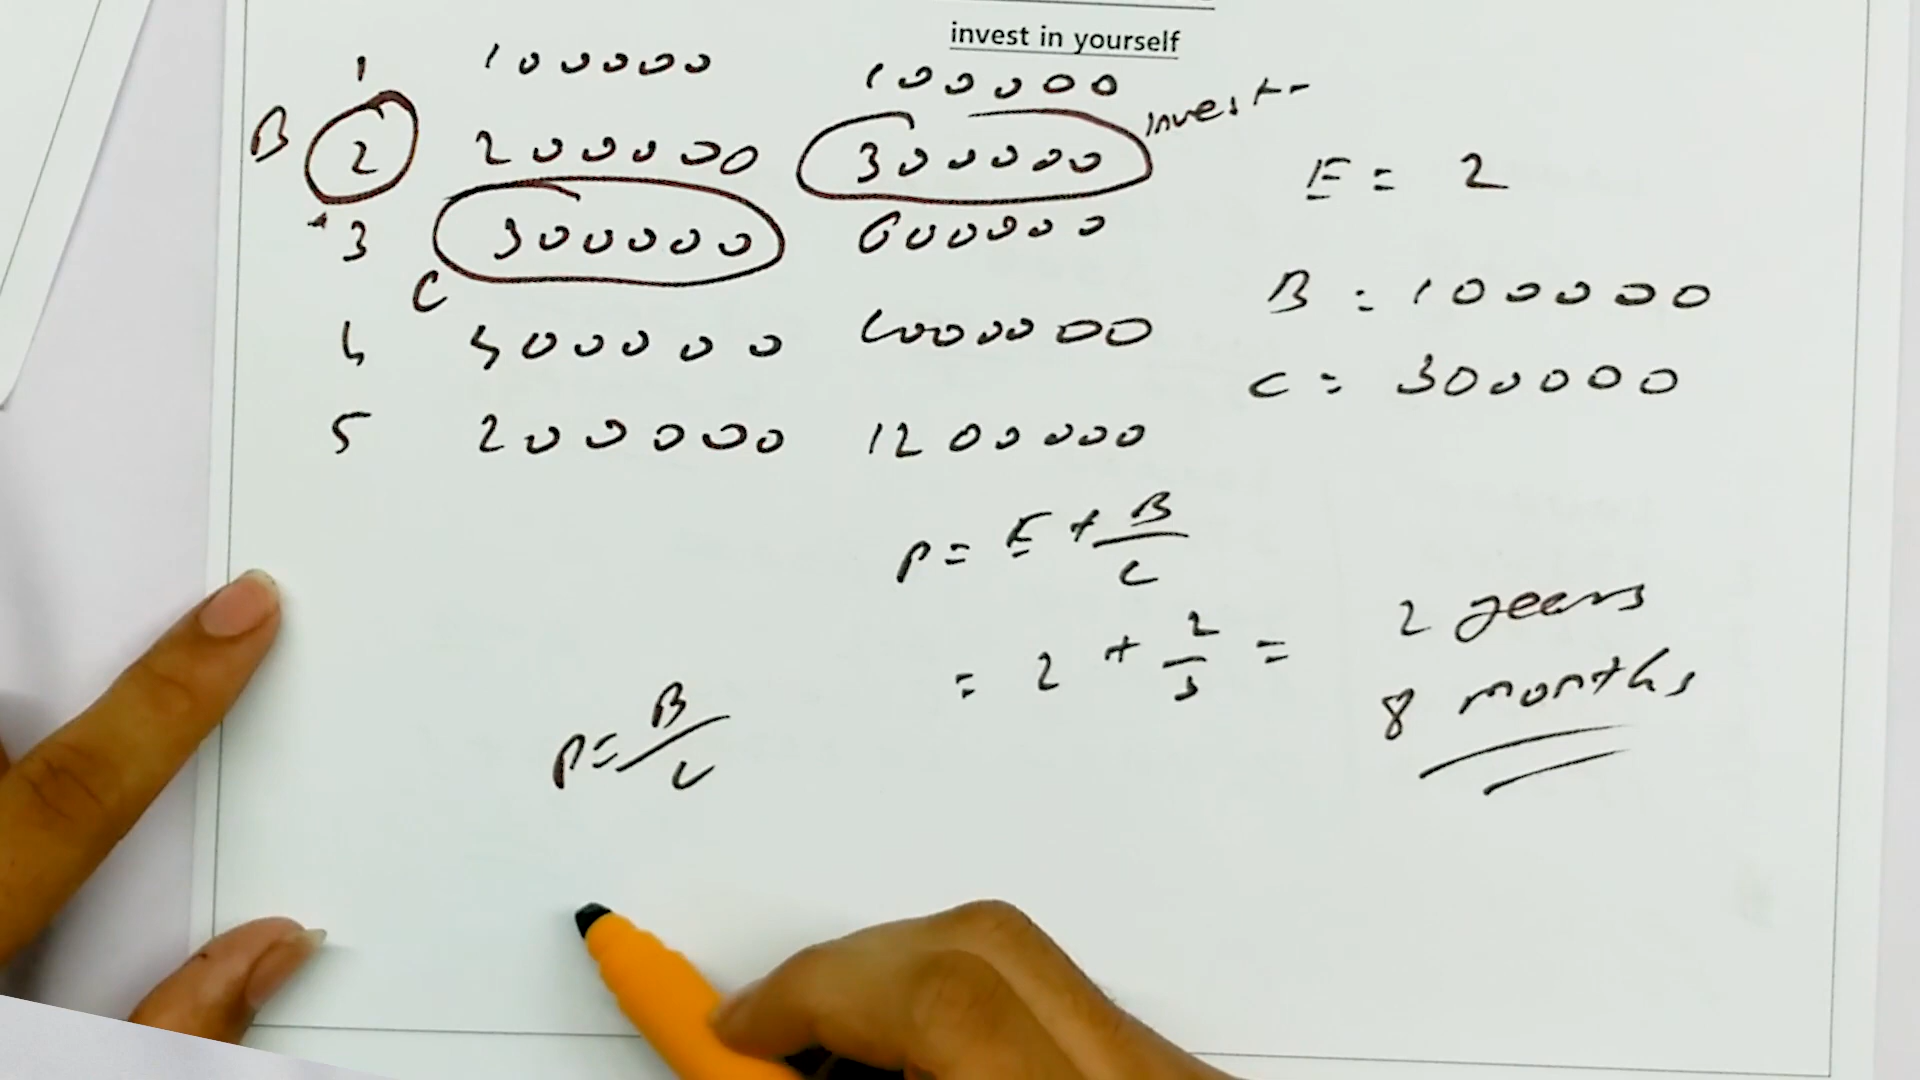 invest in yourself
1 100000 100000
B 2 200000 300000 invest--
3 300000 600000
C
4 400000 1000000
5 200000 1200000
E = 2
B = 100000
C = 300000
P = E + B/C
= 2 + 2/3 = 2 years
8 months
P = B/C